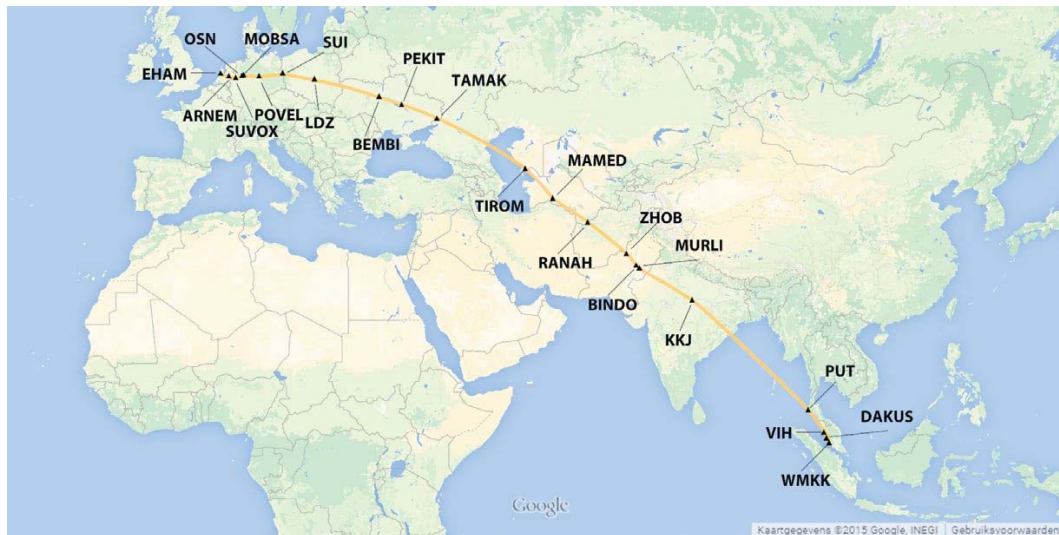 OSN
MOBSA
SUI
EHAM
PEKIT
TAMAK
ARNEM
POVEL
LDZ
SUVOX
BEMBI
MAMED
TIROM
ZHOB
MURLI
RANAH
BINDO
KKJ
PUT
DAKUS
VIH
WMKK
Google
Kaartgegevens ©2015 Google, INEGI
Gebruiksvoorwaarden